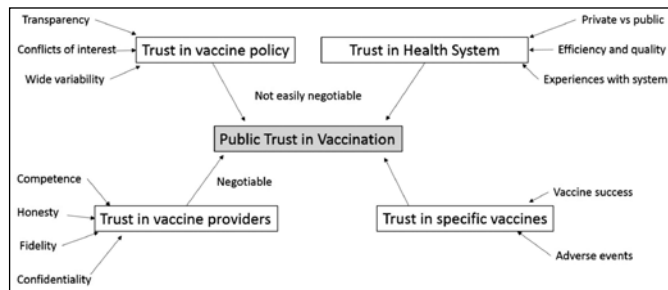 Transparency
Conflicts of interest
Wide variability
Trust in vaccine policy
Trust in Health System
Private vs public
Efficiency and quality
Experiences with system
Not easily negotiable
Public Trust in Vaccination
Negotiable
Competence
Honesty
Fidelity
Confidentiality
Trust in vaccine providers
Trust in specific vaccines
Vaccine success
Adverse events